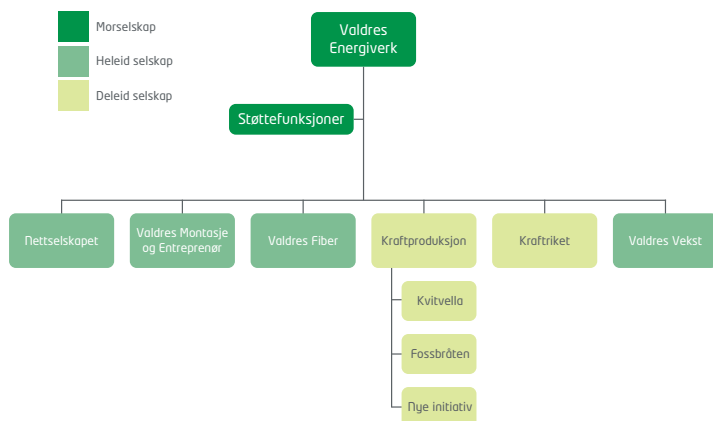 Morselskap
Heleid selskap
Deleid selskap
Valdres
Energiverk
Støttefunksjoner
Nettselskapet
Valdres Montasje
og Entreprenør
Valdres Fiber
Kraftproduksjon
Kraftriket
Valdres Vekst
Kvitvella
Fossbråten
Nye initiativ